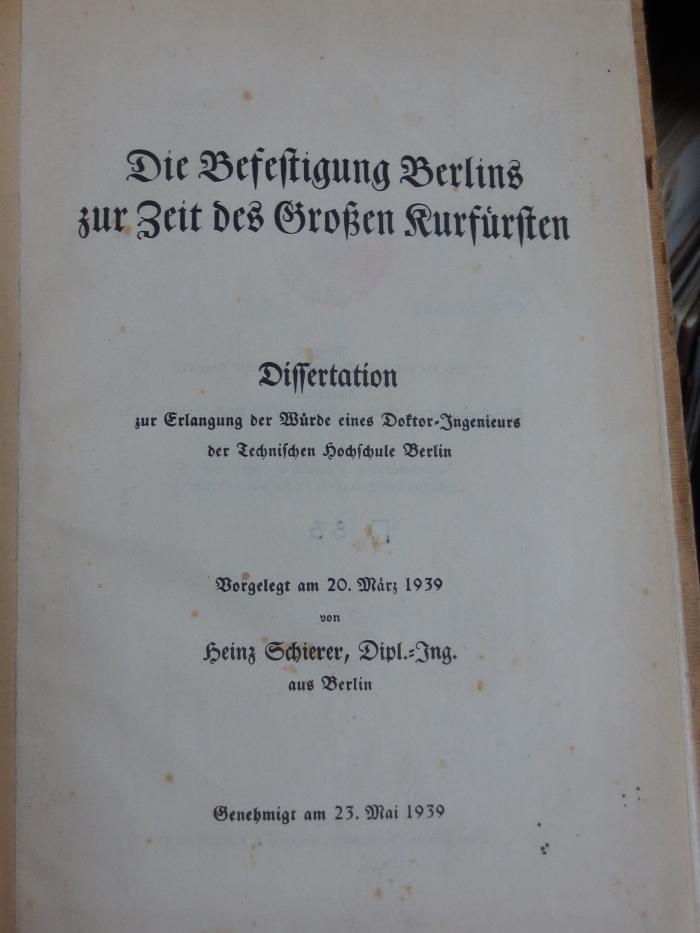 Die Befestigung Berlins
zur Zeit des Großen Kurfürsten
Dissertation
zur Erlangung der Würde eines Doktor-Ingenieurs
der Technischen Hochschule Berlin
Vorgelegt am 20. März 1939
von
Heinz Schierer, Dipl.-Ing.
aus Berlin
Genehmigt am 23. Mai 1939